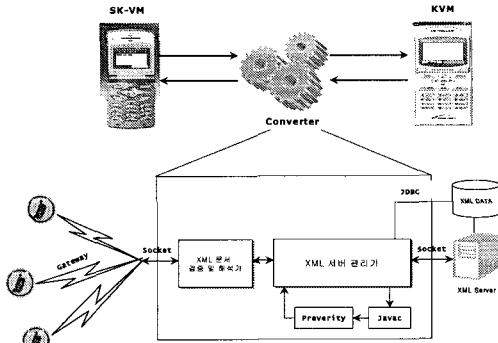 SK-VM
KVM
Converter
JDBC
XML DATA
Gateway
Socket
XML 문서
검증 및 해석기
XML 서버 관리기
Socket
XML Server
Preverity
Javac